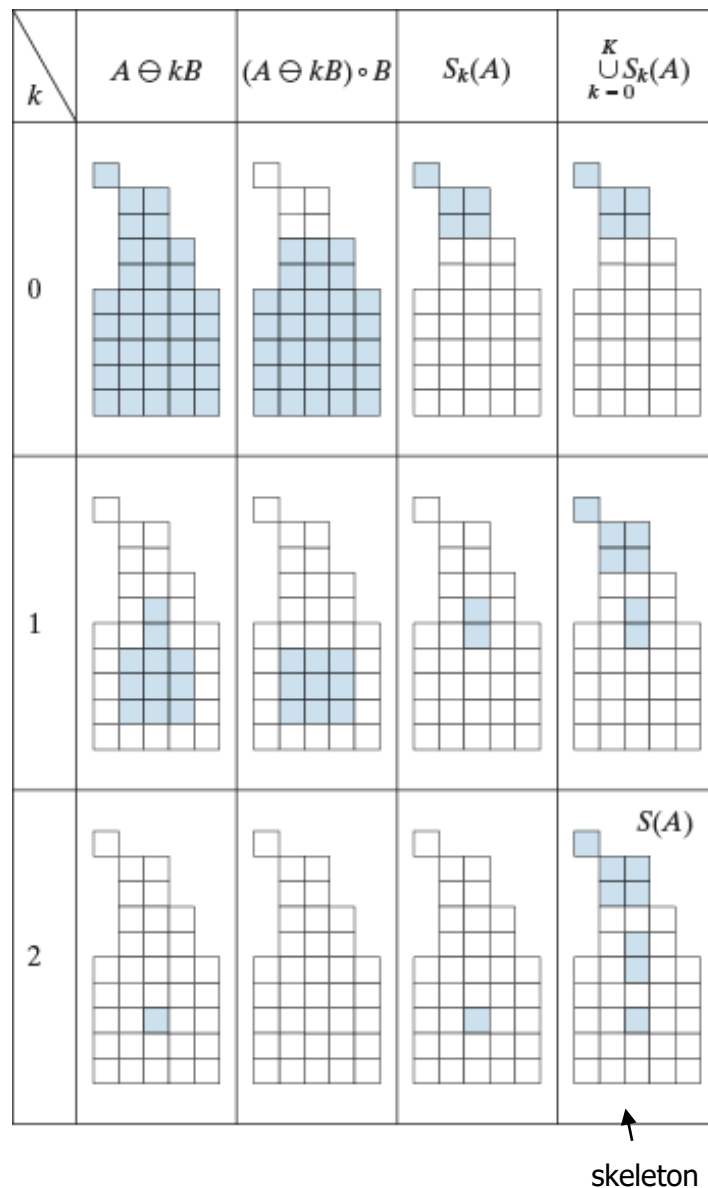 k
A ⊖ kB
(A ⊖ kB) ∘ B
S_k(A)
K
∪ S_k(A)
k = 0
0
1
2
S(A)
skeleton